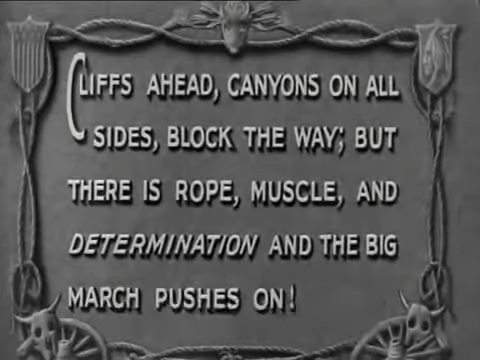 CLIFFS AHEAD, CANYONS ON ALL
SIDES, BLOCK THE WAY; BUT
THERE IS ROPE, MUSCLE, AND
DETERMINATION AND THE BIG
MARCH PUSHES ON!